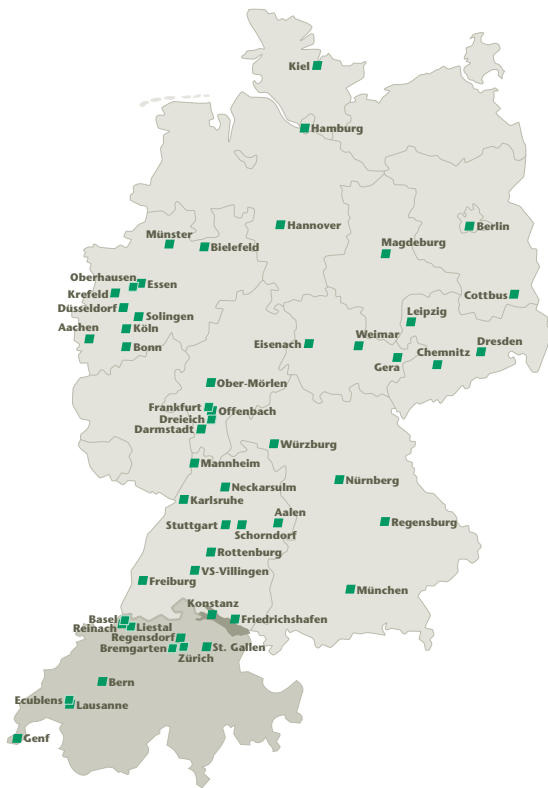 Kiel
Hamburg
Hannover
Berlin
Münster
Bielefeld
Magdeburg
Oberhausen
Essen
Krefeld
Cottbus
Düsseldorf
Solingen
Leipzig
Aachen
Köln
Weimar
Bonn
Eisenach
Dresden
Chemnitz
Gera
Ober-Mörlen
Frankfurt
Offenbach
Dreieich
Darmstadt
Würzburg
Mannheim
Nürnberg
Neckarsulm
Karlsruhe
Aalen
Stuttgart
Regensburg
Schorndorf
Rottenburg
VS-Villingen
Freiburg
München
Konstanz
Basel
Friedrichshafen
Reinach
Liestal
Regensdorf
Bremgarten
St. Gallen
Zürich
Bern
Ecublens
Lausanne
Genf